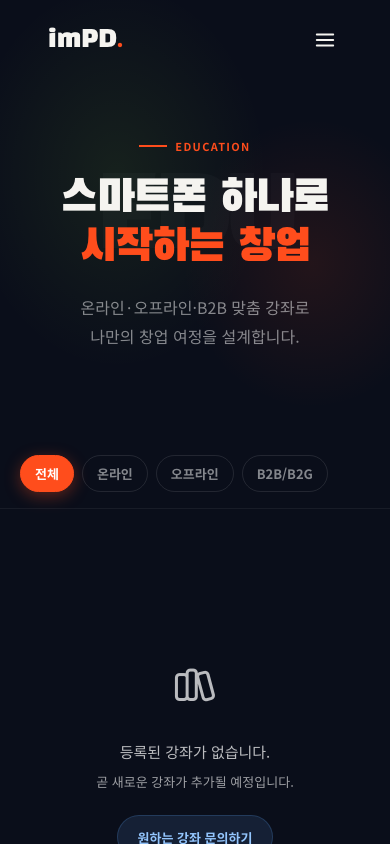 imPD.
EDUCATION
스마트폰 하나로
시작하는 창업
온라인·오프라인·B2B 맞춤 강좌로
나만의 창업 여정을 설계합니다.
전체
온라인
오프라인
B2B/B2G
등록된 강좌가 없습니다.
곧 새로운 강좌가 추가될 예정입니다.
원하는 강좌 문의하기